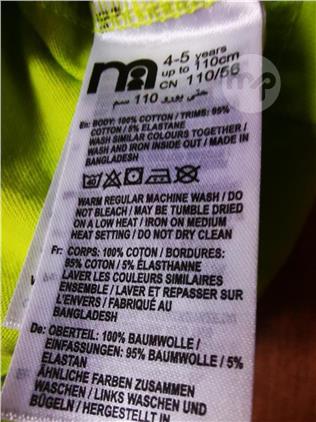 m
4-5 years
up to 110cm
CN 110/56
حتى 110 سم
En: BODY: 100% COTTON / TRIMS: 95%
COTTON / 5% ELASTANE
WASH SIMILAR COLOURS TOGETHER /
WASH AND IRON INSIDE OUT / MADE IN
BANGLADESH
40
WARM REGULAR MACHINE WASH / DO
NOT BLEACH / MAY BE TUMBLE DRIED
ON A LOW HEAT / IRON ON MEDIUM
HEAT SETTING / DO NOT DRY CLEAN
Fr: CORPS: 100% COTON / BORDURES:
95% COTON / 5% ÉLASTHANNE
LAVER LES COULEURS SIMILAIRES
ENSEMBLE / LAVER ET REPASSER SUR
L'ENVERS / FABRIQUÉ AU
BANGLADESH
De: OBERTEIL: 100% BAUMWOLLE /
EINFASSUNGEN: 95% BAUMWOLLE / 5%
ELASTAN
ÄHNLICHE FARBEN ZUSAMMEN
WASCHEN / LINKS WASCHEN UND
BÜGELN / HERGESTELLT IN